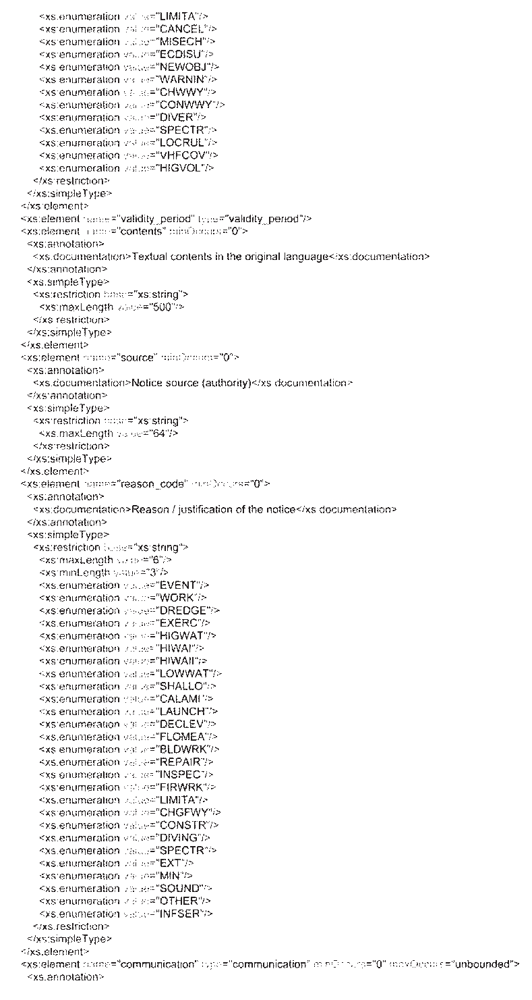 <xs:enumeration value="LIMITA"/>
<xs:enumeration value="CANCEL"/>
<xs:enumeration value="MISECH"/>
<xs:enumeration value="ECDISU"/>
<xs:enumeration value="NEWOBJ"/>
<xs:enumeration value="WARNIN"/>
<xs:enumeration value="CHWWY"/>
<xs:enumeration value="CONWWY"/>
<xs:enumeration value="DIVER"/>
<xs:enumeration value="SPECTR"/>
<xs:enumeration value="LOCRUL"/>
<xs:enumeration value="VHFCOV"/>
<xs:enumeration value="HIGVOL"/>
</xs:restriction>
</xs:simpleType>
</xs:element>
<xs:element name="validity_period" type="validity_period"/>
<xs:element name="contents" minOccurs="0">
<xs:annotation>
<xs:documentation>Textual contents in the original language</xs:documentation>
</xs:annotation>
<xs:simpleType>
<xs:restriction base="xs:string">
<xs:maxLength value="500"/>
</xs:restriction>
</xs:simpleType>
</xs:element>
<xs:element name="source" minOccurs="0">
<xs:annotation>
<xs:documentation>Notice source (authority)</xs:documentation>
</xs:annotation>
<xs:simpleType>
<xs:restriction base="xs:string">
<xs:maxLength value="64"/>
</xs:restriction>
</xs:simpleType>
</xs:element>
<xs:element name="reason_code" minOccurs="0">
<xs:annotation>
<xs:documentation>Reason / justification of the notice</xs:documentation>
</xs:annotation>
<xs:simpleType>
<xs:restriction base="xs:string">
<xs:maxLength value="6"/>
<xs:minLength value="3"/>
<xs:enumeration value="EVENT"/>
<xs:enumeration value="WORK"/>
<xs:enumeration value="DREDGE"/>
<xs:enumeration value="EXERC"/>
<xs:enumeration value="HIGWAT"/>
<xs:enumeration value="HIWAI"/>
<xs:enumeration value="HIWAII"/>
<xs:enumeration value="LOWWAT"/>
<xs:enumeration value="SHALLO"/>
<xs:enumeration value="CALAMI"/>
<xs:enumeration value="LAUNCH"/>
<xs:enumeration value="DECLEV"/>
<xs:enumeration value="FLOMEA"/>
<xs:enumeration value="BLDWRK"/>
<xs:enumeration value="REPAIR"/>
<xs:enumeration value="INSPEC"/>
<xs:enumeration value="FIRWRK"/>
<xs:enumeration value="LIMITA"/>
<xs:enumeration value="CHGFWY"/>
<xs:enumeration value="CONSTR"/>
<xs:enumeration value="DIVING"/>
<xs:enumeration value="SPECTR"/>
<xs:enumeration value="EXT"/>
<xs:enumeration value="MIN"/>
<xs:enumeration value="SOUND"/>
<xs:enumeration value="OTHER"/>
<xs:enumeration value="INFSER"/>
</xs:restriction>
</xs:simpleType>
</xs:element>
<xs:element name="communication" type="communication" minOccurs="0" maxOccurs="unbounded">
<xs:annotation>